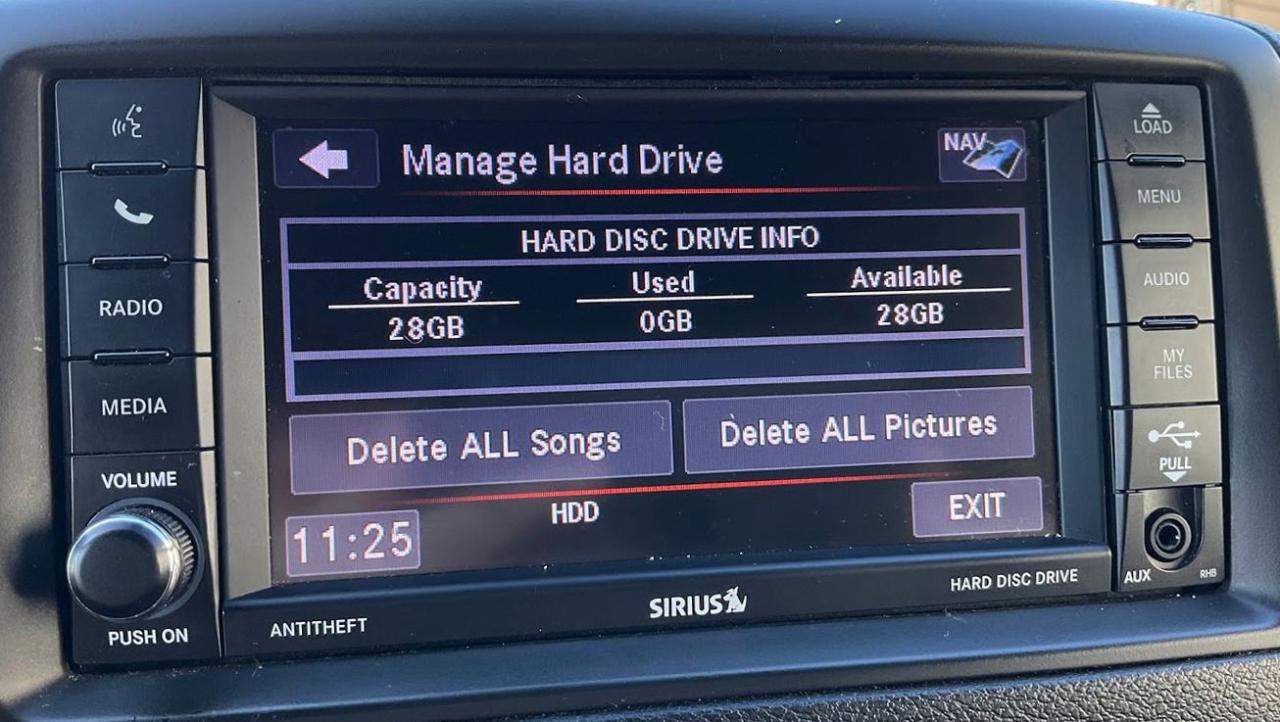 LOAD
NAV
Manage Hard Drive
MENU
HARD DISC DRIVE INFO
Capacity Used Available
28GB 0GB 28GB
RADIO
AUDIO
MY
FILES
MEDIA
Delete ALL Songs Delete ALL Pictures
PULL
VOLUME
11:25 HDD EXIT
AUX RHB
PUSH ON
ANTITHEFT SIRIUS HARD DISC DRIVE